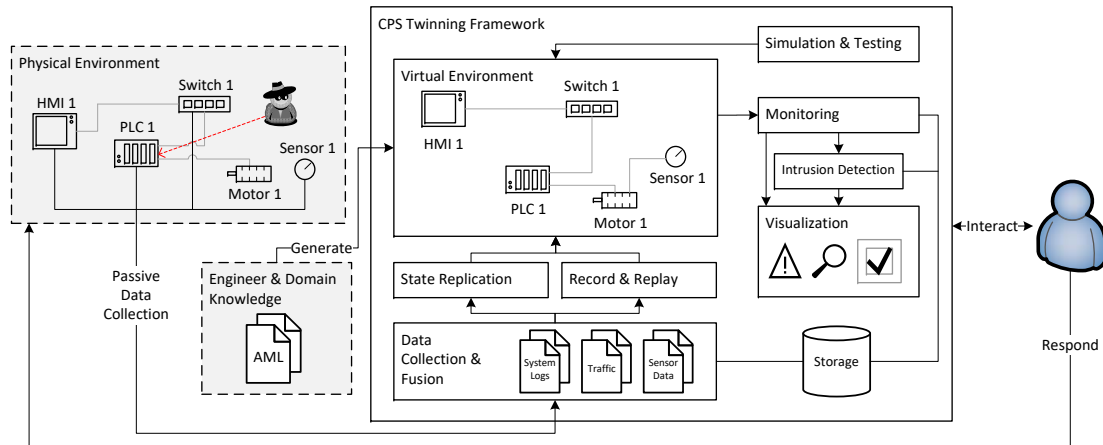 CPS Twinning Framework
Physical Environment
HMI 1
Switch 1
PLC 1
Sensor 1
Motor 1
Passive
Data
Collection
Generate
Engineer & Domain
Knowledge
AML
Simulation & Testing
Virtual Environment
HMI 1
Switch 1
PLC 1
Sensor 1
Motor 1
Monitoring
Intrusion Detection
Visualization
State Replication
Record & Replay
Data
Collection &
Fusion
System
Logs
Traffic
Sensor
Data
Storage
Interact
Respond